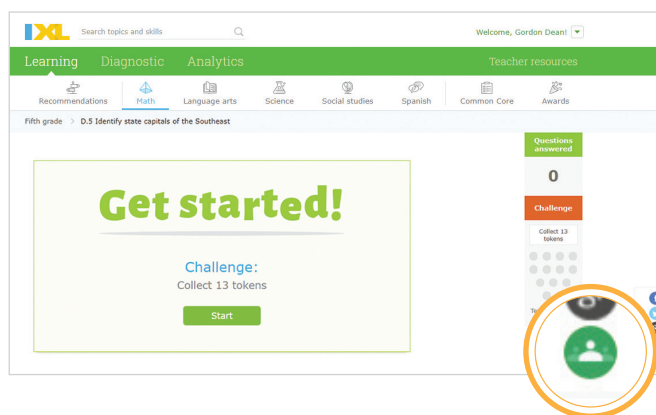 IXL
Search topics and skills
Welcome, Gordon Dean!
Learning Diagnostic Analytics Teacher resources
Recommendations Math Language arts Science Social studies Spanish Common Core Awards
Fifth grade > D.5 Identify state capitals of the Southeast
Questions
answered
0
Get started!
Challenge
Collect 13
tokens
Challenge:
Collect 13 tokens
Start